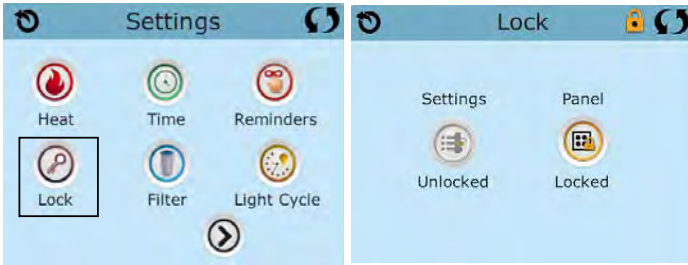 Settings
Heat Time Reminders
Lock Filter Light Cycle
Lock
Settings Panel
Unlocked Locked